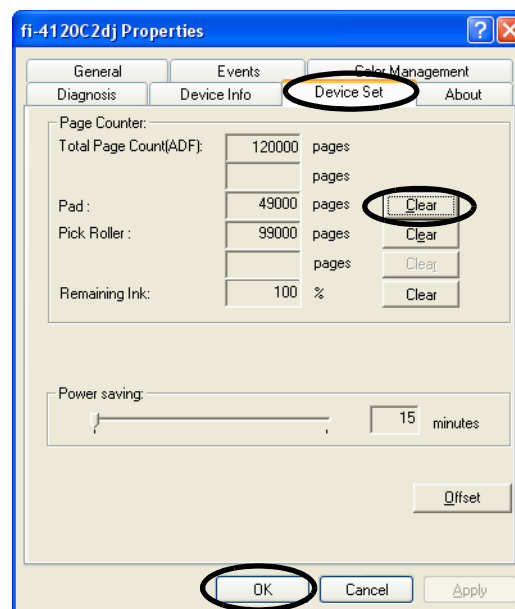 fi-4120C2dj Properties
General Events Color Management
Diagnosis Device Info Device Set About
Page Counter:
Total Page Count(ADF): 120000 pages
pages
Pad : 49000 pages Clear
Pick Roller : 99000 pages Clear
pages Clear
Remaining Ink: 100 % Clear
Power saving:
15 minutes
Offset
OK Cancel Apply